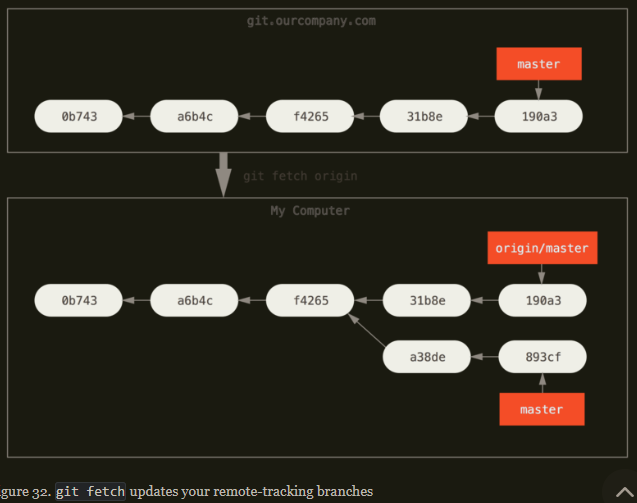 git.ourcompany.com
master
0b743 a6b4c f4265 31b8e 190a3
git fetch origin
My Computer
origin/master
0b743 a6b4c f4265 31b8e 190a3
a38de 893cf
master
gure 32. git fetch updates your remote-tracking branches